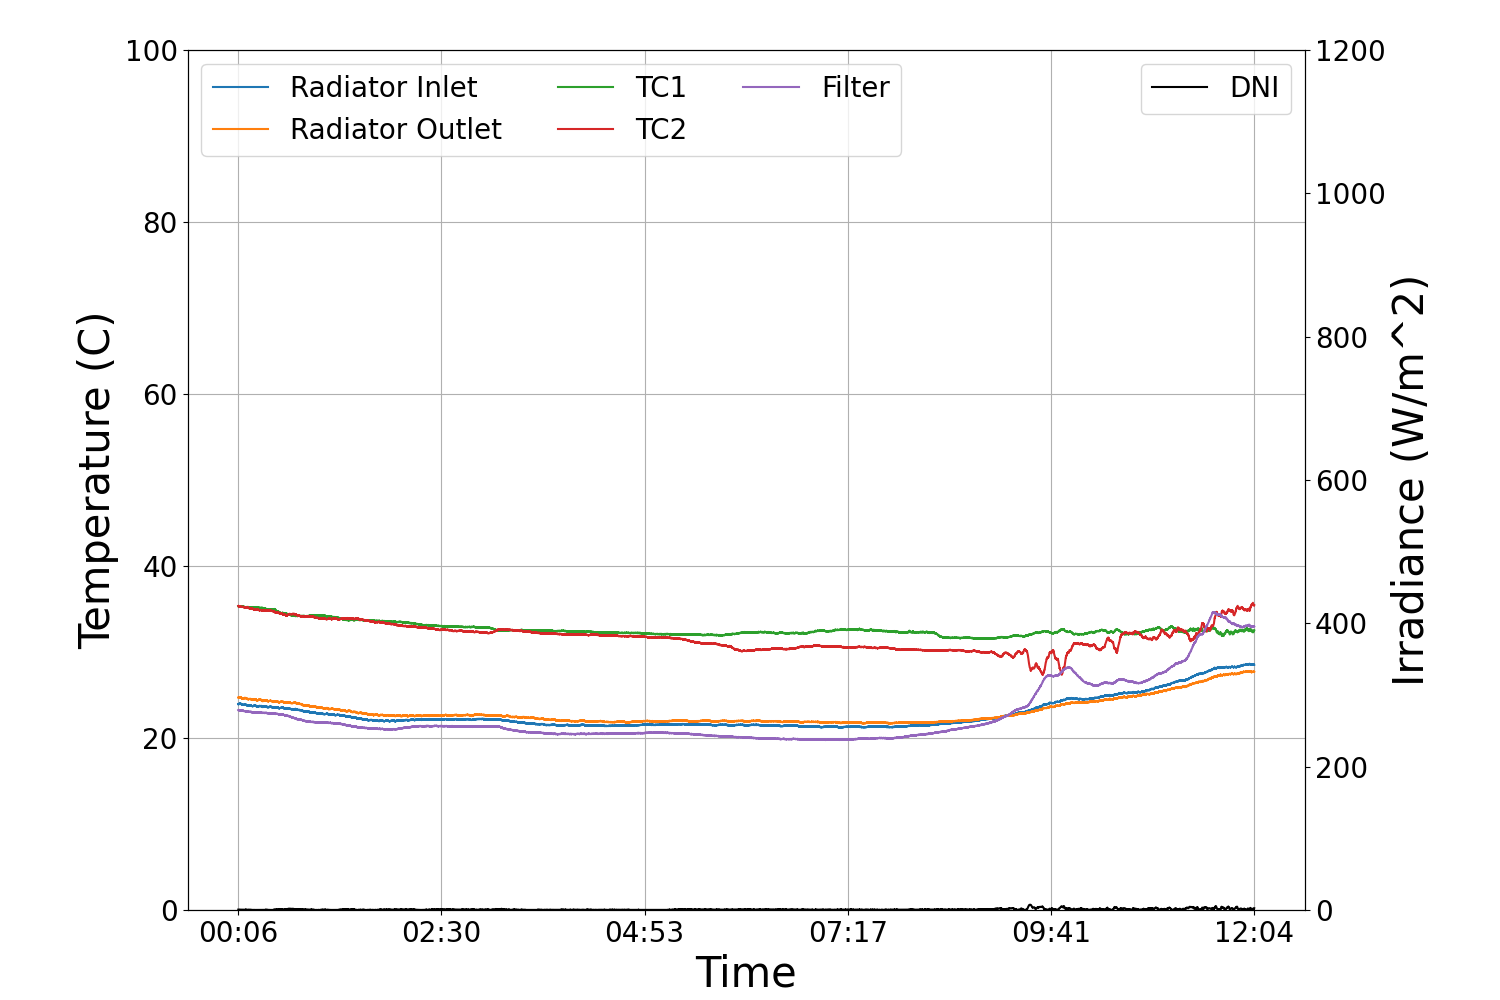 Temperature (C)
100
80
60
40
20
0
Radiator Inlet
Radiator Outlet
TC1
TC2
Filter
DNI
1200
1000
800
600
400
200
0
Irradiance (W/m^2)
00:06 02:30 04:53 07:17 09:41 12:04
Time